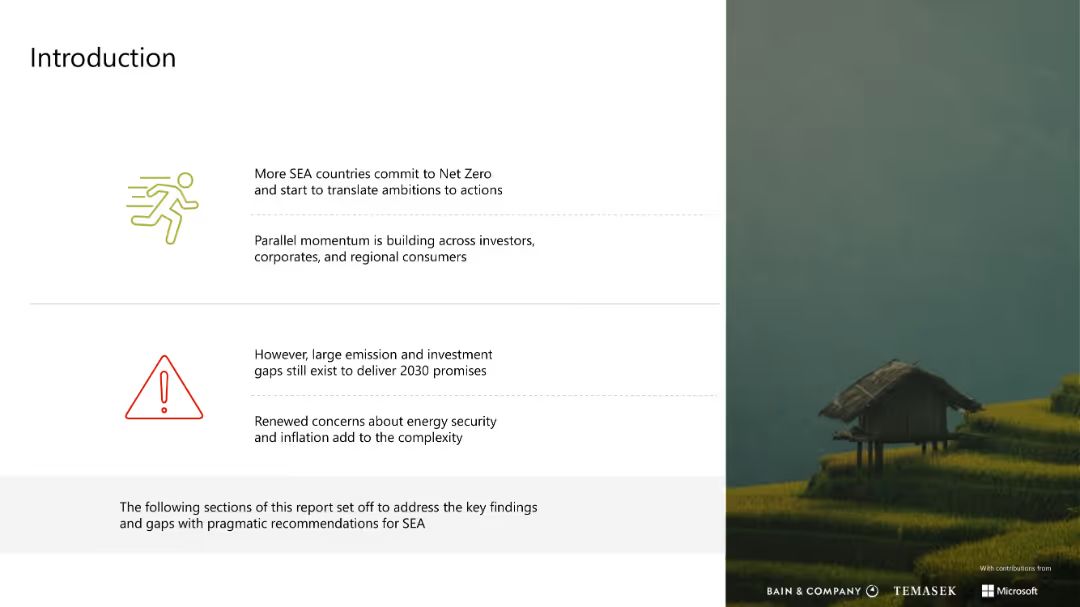 Introduction
More SEA countries commit to Net Zero
and start to translate ambitions to actions
Parallel momentum is building across investors,
corporates, and regional consumers
However, large emission and investment
gaps still exist to deliver 2030 promises
Renewed concerns about energy security
and inflation add to the complexity
The following sections of this report set off to address the key findings
and gaps with pragmatic recommendations for SEA
With contributions from
BAIN & COMPANY TEMASEK Microsoft